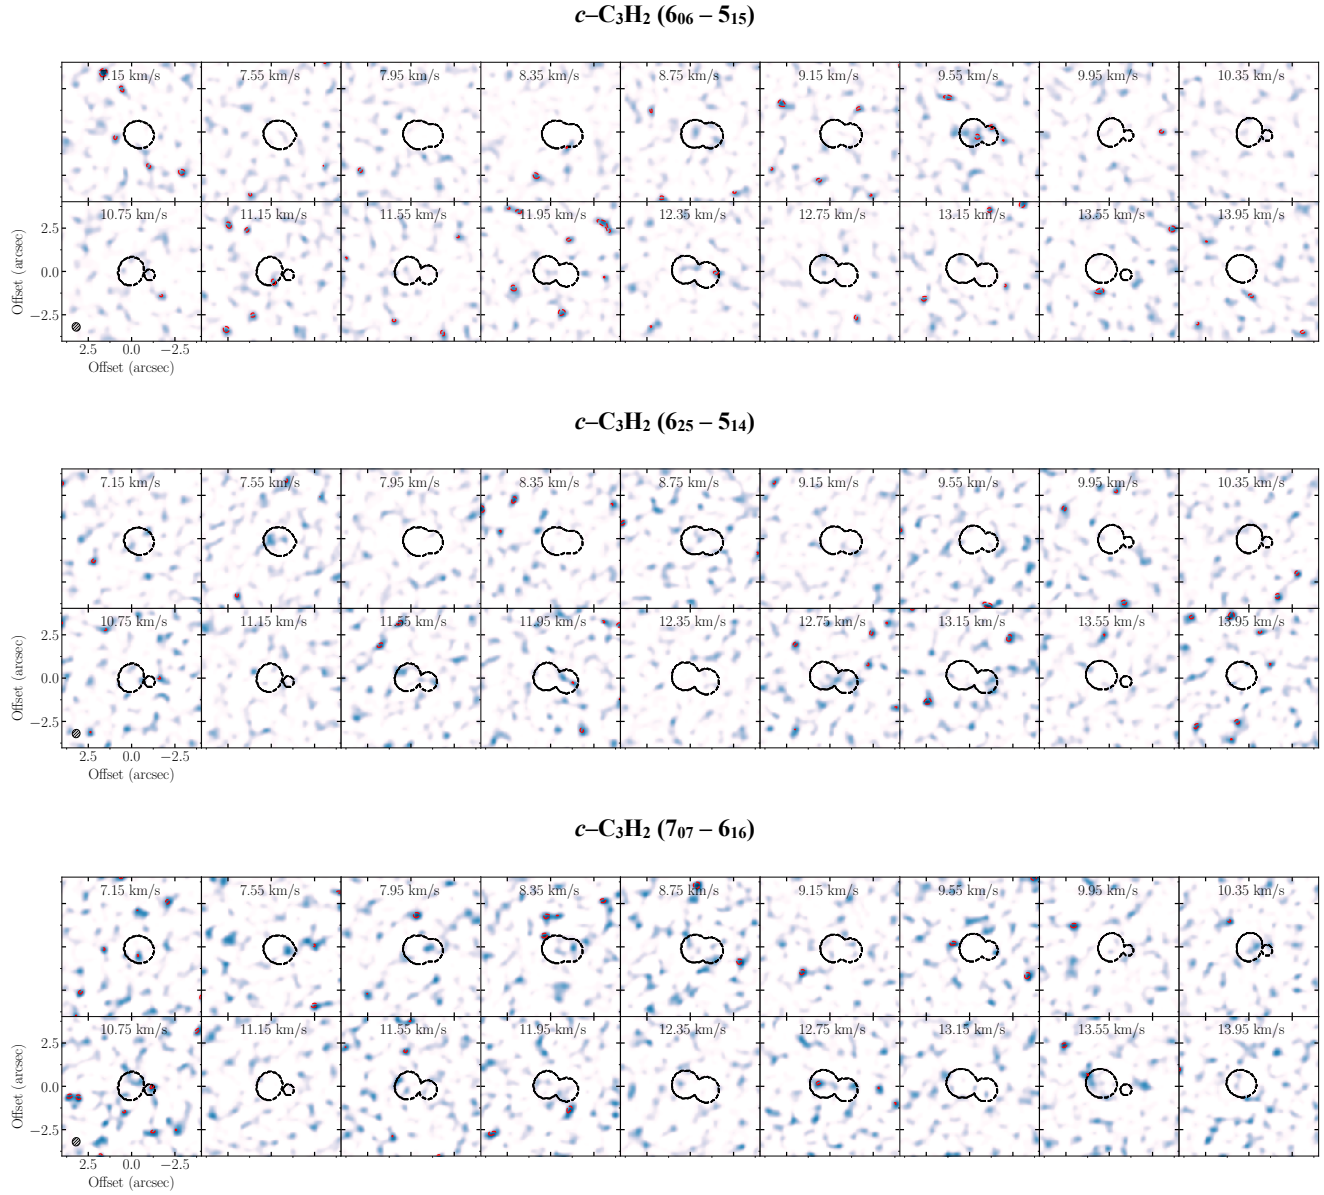 c–C₃H₂ (6₀₆ – 5₁₅)
7.15 km/s 7.55 km/s 7.95 km/s 8.35 km/s 8.75 km/s 9.15 km/s 9.55 km/s 9.95 km/s 10.35 km/s
10.75 km/s 11.15 km/s 11.55 km/s 11.95 km/s 12.35 km/s 12.75 km/s 13.15 km/s 13.55 km/s 13.95 km/s
2.5
0.0
−2.5
Offset (arcsec)
2.5 0.0 −2.5
Offset (arcsec)
c–C₃H₂ (6₂₅ – 5₁₄)
7.15 km/s 7.55 km/s 7.95 km/s 8.35 km/s 8.75 km/s 9.15 km/s 9.55 km/s 9.95 km/s 10.35 km/s
10.75 km/s 11.15 km/s 11.55 km/s 11.95 km/s 12.35 km/s 12.75 km/s 13.15 km/s 13.55 km/s 13.95 km/s
2.5
0.0
−2.5
Offset (arcsec)
2.5 0.0 −2.5
Offset (arcsec)
c–C₃H₂ (7₀₇ – 6₁₆)
7.15 km/s 7.55 km/s 7.95 km/s 8.35 km/s 8.75 km/s 9.15 km/s 9.55 km/s 9.95 km/s 10.35 km/s
10.75 km/s 11.15 km/s 11.55 km/s 11.95 km/s 12.35 km/s 12.75 km/s 13.15 km/s 13.55 km/s 13.95 km/s
2.5
0.0
−2.5
Offset (arcsec)
2.5 0.0 −2.5
Offset (arcsec)